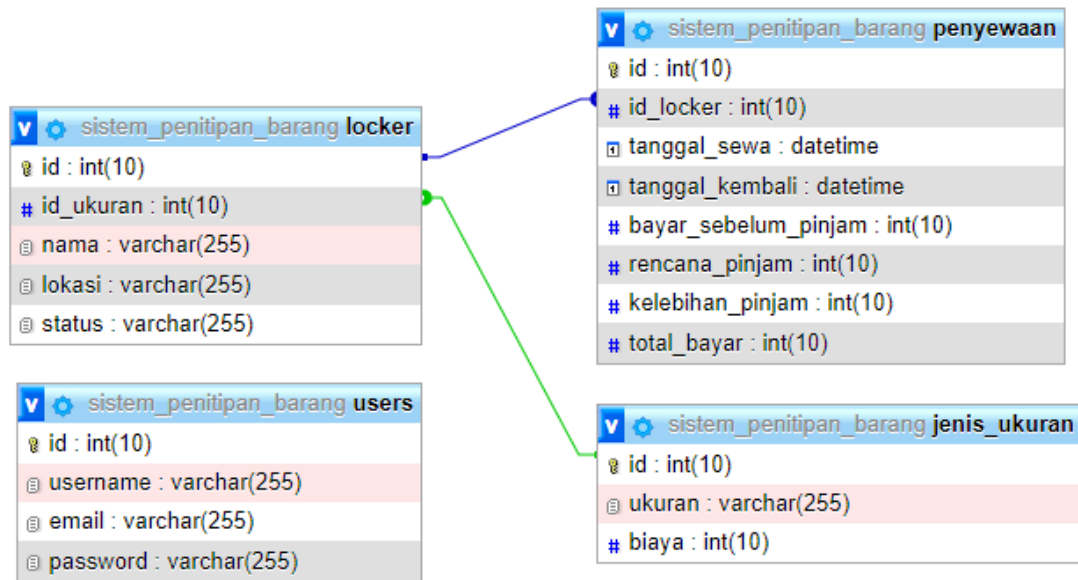 sistem_penitipan_barang locker
id : int(10)
id_ukuran : int(10)
nama : varchar(255)
lokasi : varchar(255)
status : varchar(255)
sistem_penitipan_barang users
id : int(10)
username : varchar(255)
email : varchar(255)
password : varchar(255)
sistem_penitipan_barang penyewaan
id : int(10)
id_locker : int(10)
tanggal_sewa : datetime
tanggal_kembali : datetime
bayar_sebelum_pinjam : int(10)
rencana_pinjam : int(10)
kelebihan_pinjam : int(10)
total_bayar : int(10)
sistem_penitipan_barang jenis_ukuran
id : int(10)
ukuran : varchar(255)
biaya : int(10)